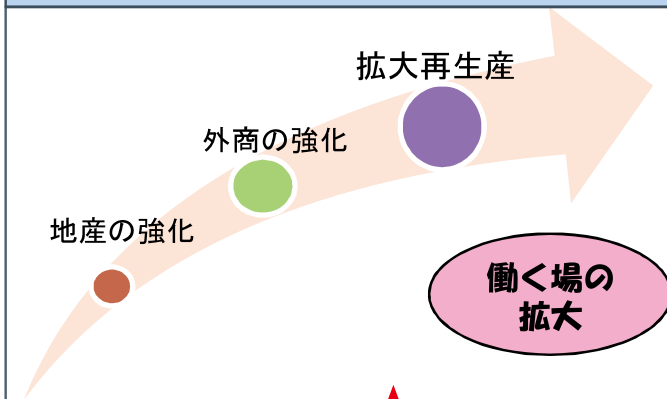 拡大再生産
外商の強化
地産の強化
働く場の
拡大